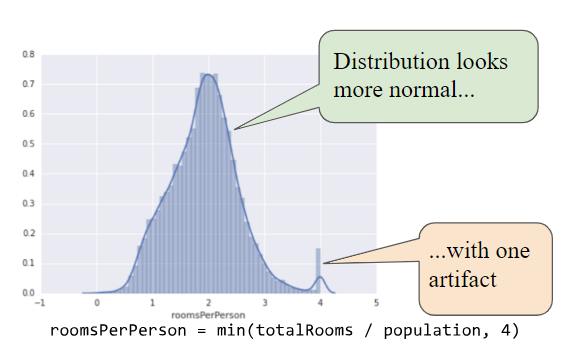 Distribution looks
more normal...
...with one
artifact
0.8
0.7
0.6
0.5
0.4
0.3
0.2
0.1
0.0
−1
0
1
2
3
4
5
roomsPerPerson
roomsPerPerson = min(totalRooms / population, 4)